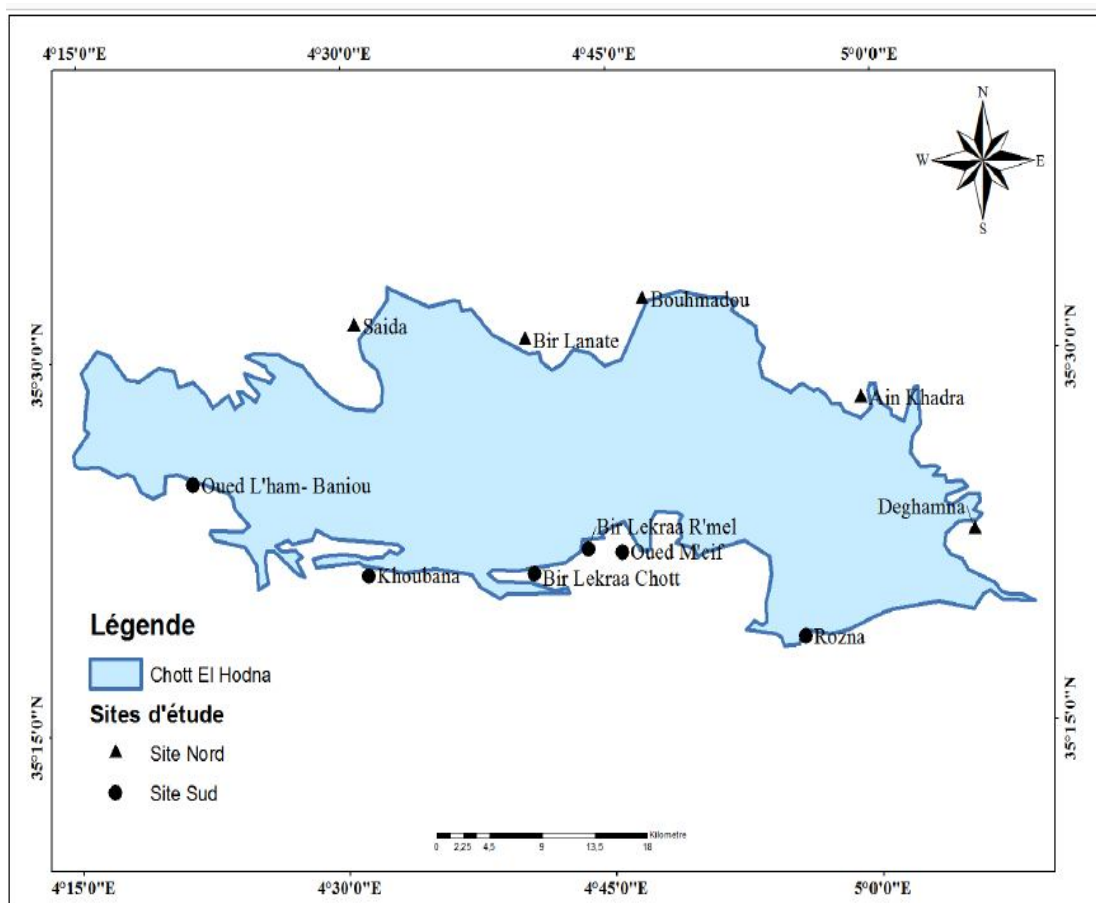 4°15'0"E 4°30'0"E 4°45'0"E 5°0'0"E
N
W E
S
35°30'0"N
35°30'0"N
Bouhmadou
Saida
Bir Lanate
Ain Khadra
Oued L'ham- Baniou
Deghamna
Bir Lekraa R'mel
Oued M'cif
Khoubana
Bir Lekraa Chott
Rozna
35°15'0"N
35°15'0"N
Légende
Chott El Hodna
Sites d'étude
Site Nord
Site Sud
Kilometre
0 2,25 4,5 9 13,5 18
4°15'0"E 4°30'0"E 4°45'0"E 5°0'0"E